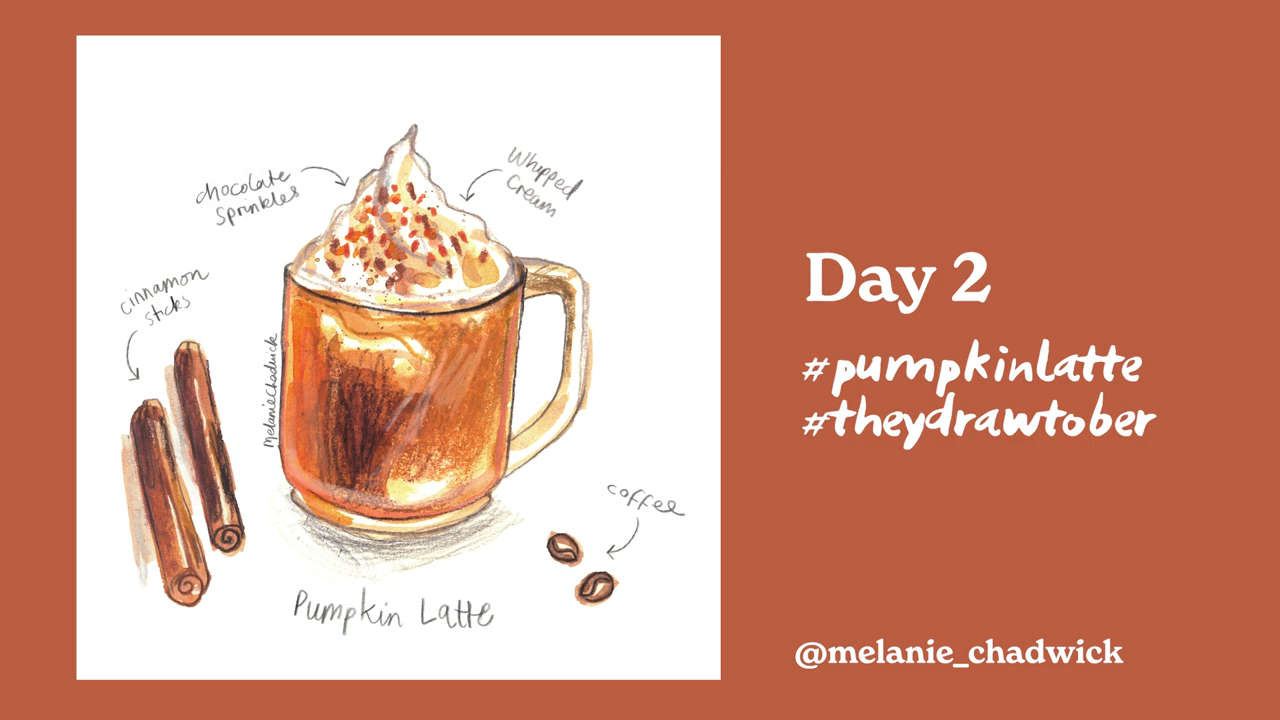 chocolate
Sprinkles
Whipped
Cream
cinnamon
sticks
MelanieChadwick
coffee
Pumpkin Latte
Day 2
#pumpkinlatte
#theydrawtober
@melanie_chadwick